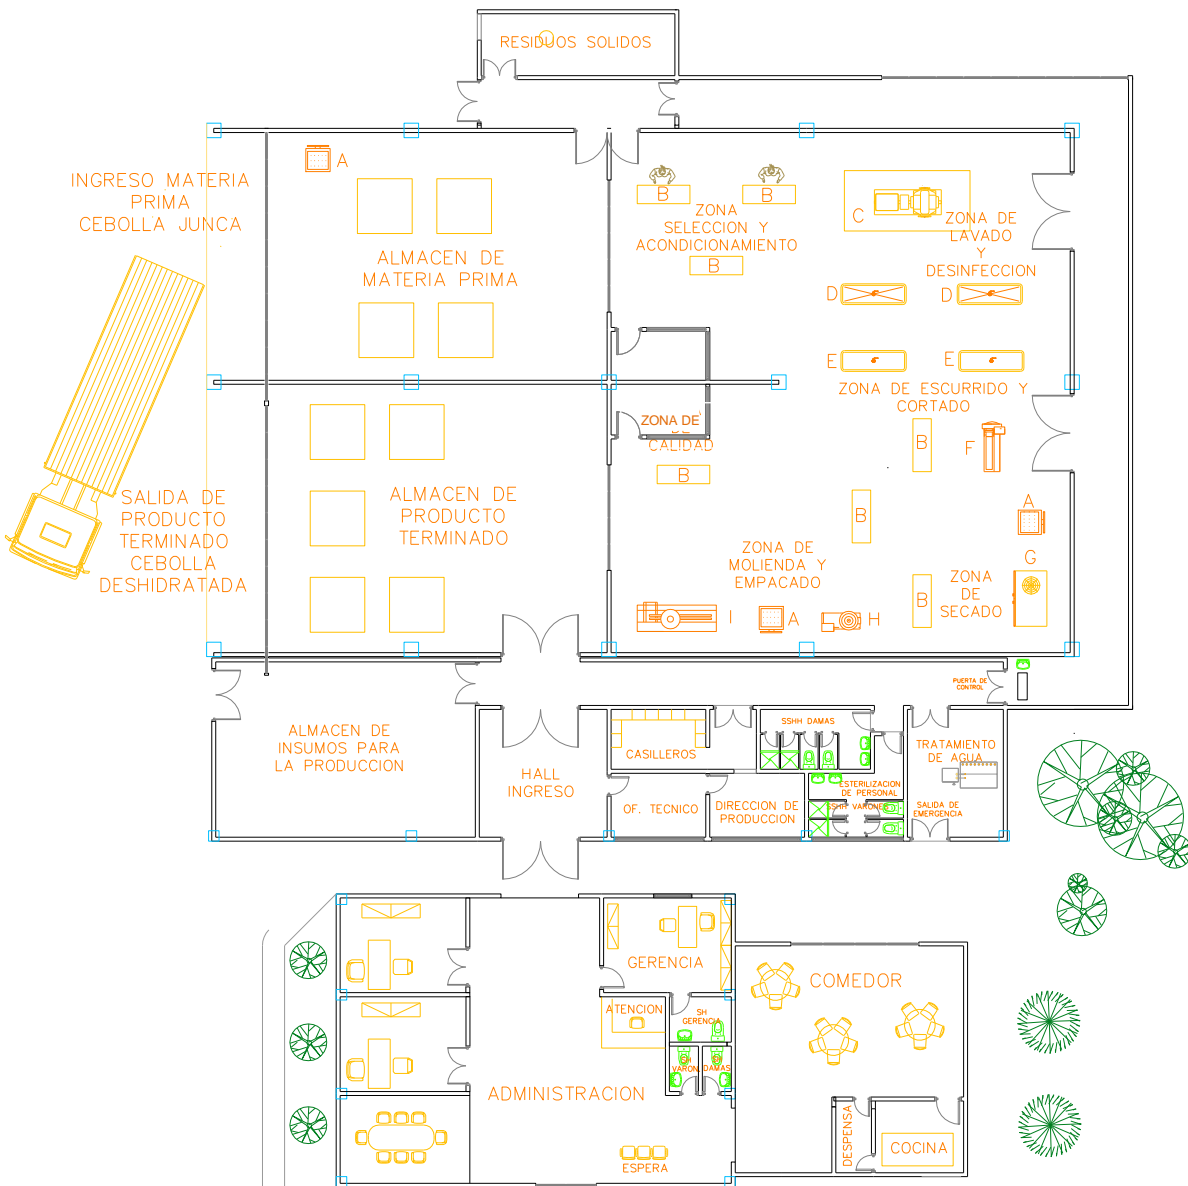 RESIDUOS SOLIDOS
A
INGRESO MATERIA
PRIMA
CEBOLLA JUNCA
ALMACEN DE
MATERIA PRIMA
B
B
ZONA
SELECCION Y
ACONDICIONAMIENTO
B
C
ZONA DE
LAVADO
Y
DESINFECCION
D
D
E
E
ZONA DE ESCURRIDO Y
CORTADO
ZONA DE
DE
CALIDAD
B
B
F
A
B
G
SALIDA DE
PRODUCTO
TERMINADO
CEBOLLA
DESHIDRATADA
ALMACEN DE
PRODUCTO
TERMINADO
ZONA DE
MOLIENDA Y
EMPACADO
I
A
H
B
ZONA
DE
SECADO
PUERTA DE
CONTROL
ALMACEN DE
INSUMOS PARA
LA PRODUCCION
HALL
INGRESO
CASILLEROS
SSHH DAMAS
OF. TECNICO
DIRECCION DE
PRODUCCION
ESTERILIZACION
DE PERSONAL
SSHH VARONES
TRATAMIENTO
DE AGUA
SALIDA DE
EMERGENCIA
GERENCIA
ATENCION
SH
GERENCIA
SH
VARON
SH
DAMAS
ADMINISTRACION
ESPERA
COMEDOR
DESPENSA
COCINA